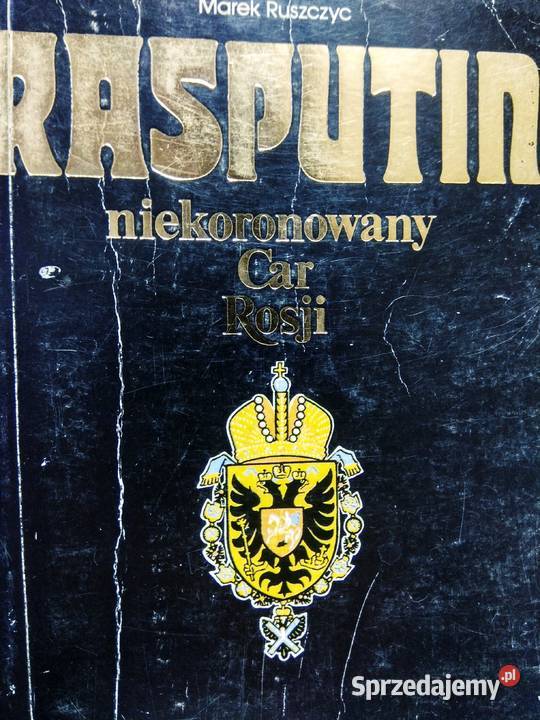 Marek Ruszczyc
RASPUTIN
niekoronowany
Car
Rosji
Sprzedajemy.pl